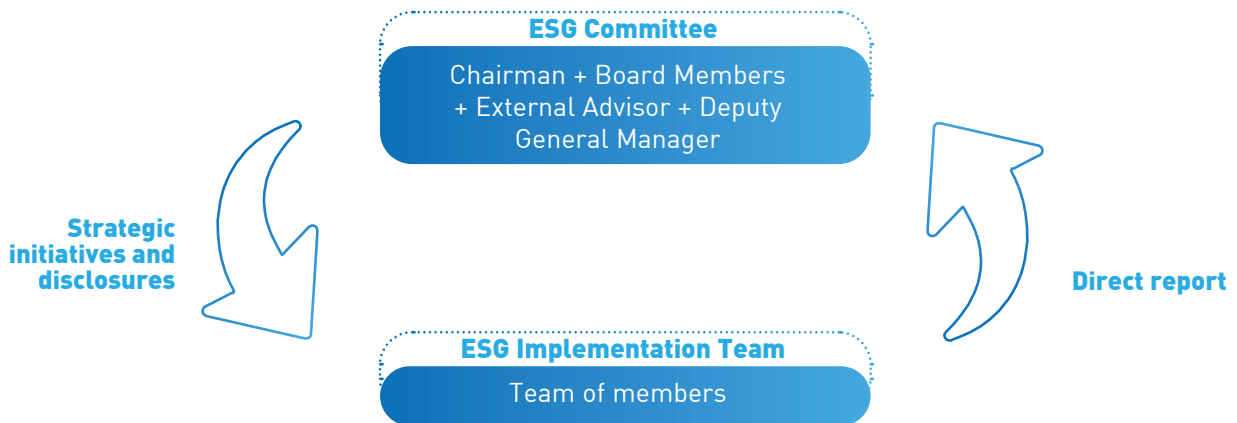 ESG Committee
Chairman + Board Members
+ External Advisor + Deputy
General Manager
Strategic
initiatives and
disclosures
Direct report
ESG Implementation Team
Team of members